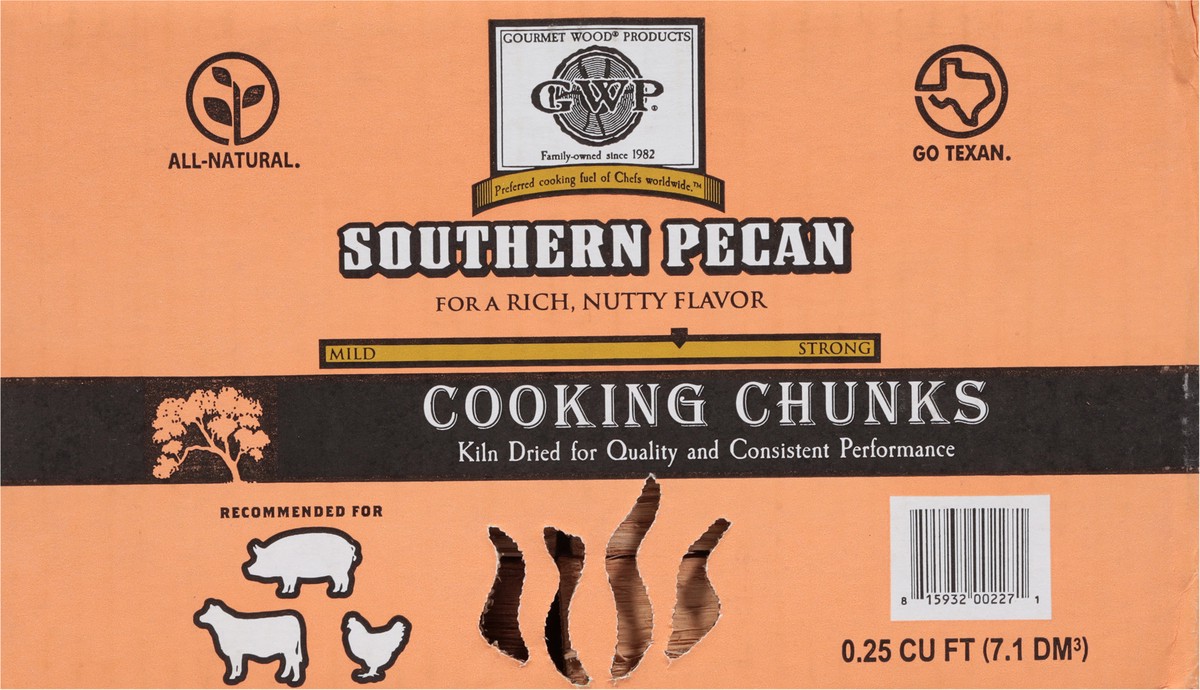 GOURMET WOOD® PRODUCTS
GWP®
Family-owned since 1982
Preferred cooking fuel of Chefs worldwide.™
ALL-NATURAL.
GO TEXAN.
SOUTHERN PECAN
FOR A RICH, NUTTY FLAVOR
MILD STRONG
COOKING CHUNKS
Kiln Dried for Quality and Consistent Performance
RECOMMENDED FOR
8 15932 00227 1
0.25 CU FT (7.1 DM³)